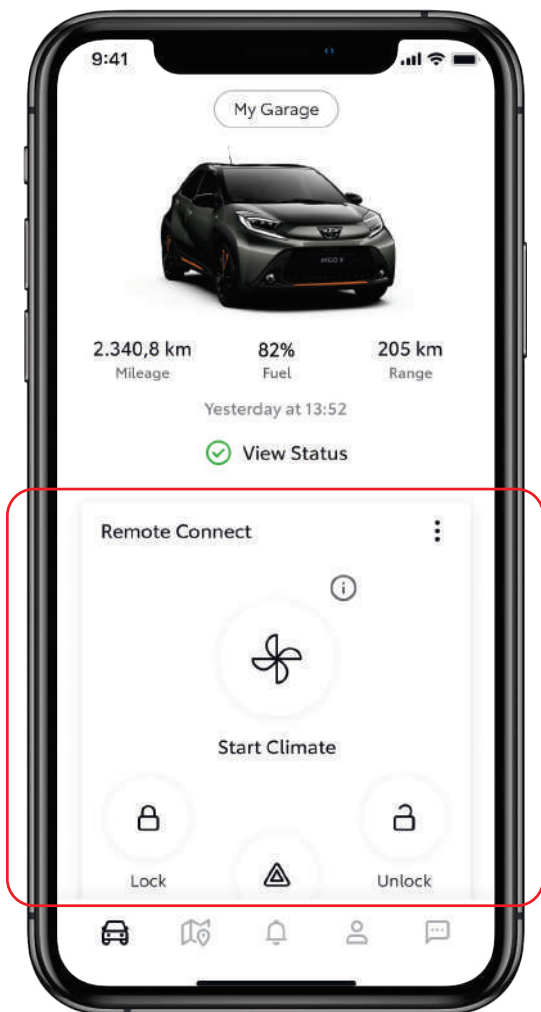 9:41
My Garage
AYGO X
2.340,8 km 82% 205 km
Mileage Fuel Range
Yesterday at 13:52
View Status
Remote Connect
Start Climate
Lock Unlock